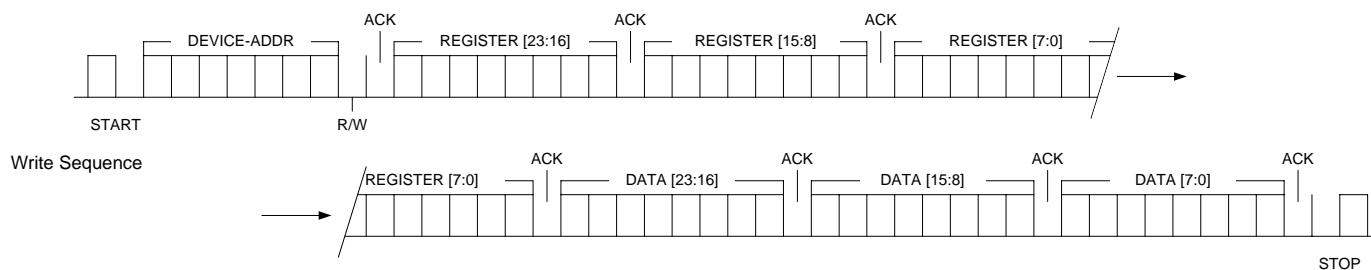 ACK ACK ACK
DEVICE-ADDR REGISTER [23:16] REGISTER [15:8] REGISTER [7:0]
START R/W
Write Sequence
ACK ACK ACK ACK
REGISTER [7:0] DATA [23:16] DATA [15:8] DATA [7:0]
STOP